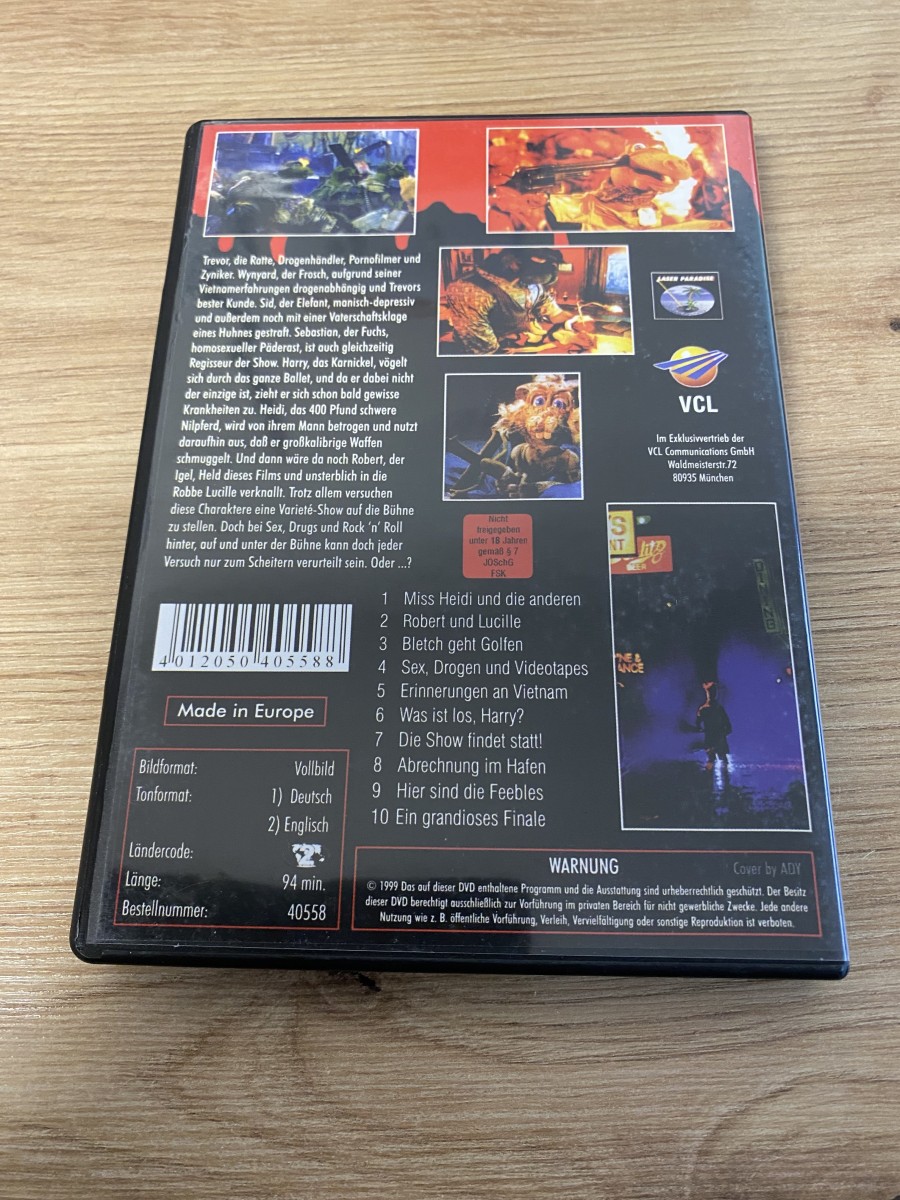 Trevor, die Ratte, Drogenhändler, Pornofilmer und
Zyniker. Wynyard, der Frosch, aufgrund seiner
Vietnamerfahrungen drogenabhängig und Trevors
bester Kunde. Sid, der Elefant, manisch-depressiv
und außerdem noch mit einer Vaterschaftsklage
eines Huhnes gestraft. Sebastian, der Fuchs,
homosexueller Päderast, ist auch gleichzeitig
Regisseur der Show. Harry, das Karnickel, vögelt
sich durch das ganze Ballet, und da er dabei nicht
der einzige ist, zieht er sich schon bald gewisse
Krankheiten zu. Heidi, das 400 Pfund schwere
Nilpferd, wird von ihrem Mann betrogen und nutzt
daraufhin aus, daß er großkalibrige Waffen
schmuggelt. Und dann wäre da noch Robert, der
Igel, Held dieses Films und unsterblich in die
Robbe Lucille verknallt. Trotz allem versuchen
diese Charaktere eine Varieté-Show auf die Bühne
zu stellen. Doch bei Sex, Drugs und Rock 'n' Roll
hinter, auf und unter der Bühne kann doch jeder
Versuch nur zum Scheitern verurteilt sein. Oder ...?
LASER PARADISE
VCL
Im Exklusivvertrieb der
VCL Communications GmbH
Waldmeisterstr.72
80935 München
Nicht
freigegeben
unter 18 Jahren
gemäß § 7
JÖSchG
FSK
1 Miss Heidi und die anderen
2 Robert und Lucille
3 Bletch geht Golfen
4 Sex, Drogen und Videotapes
5 Erinnerungen an Vietnam
6 Was ist los, Harry?
7 Die Show findet statt!
8 Abrechnung im Hafen
9 Hier sind die Feebles
10 Ein grandioses Finale
4 012050 405588
Made in Europe
Bildformat: Vollbild
Tonformat: 1) Deutsch
2) Englisch
Ländercode: 2
Länge: 94 min.
Bestellnummer: 40558
WARNUNG
Cover by ADY
© 1999 Das auf dieser DVD enthaltene Programm und die Ausstattung sind urheberrechtlich geschützt. Der Besitz
dieser DVD berechtigt ausschließlich zur Vorführung im privaten Bereich für nicht gewerbliche Zwecke. Jede andere
Nutzung wie z. B. öffentliche Vorführung, Verleih, Vervielfältigung oder sonstige Reproduktion ist verboten.